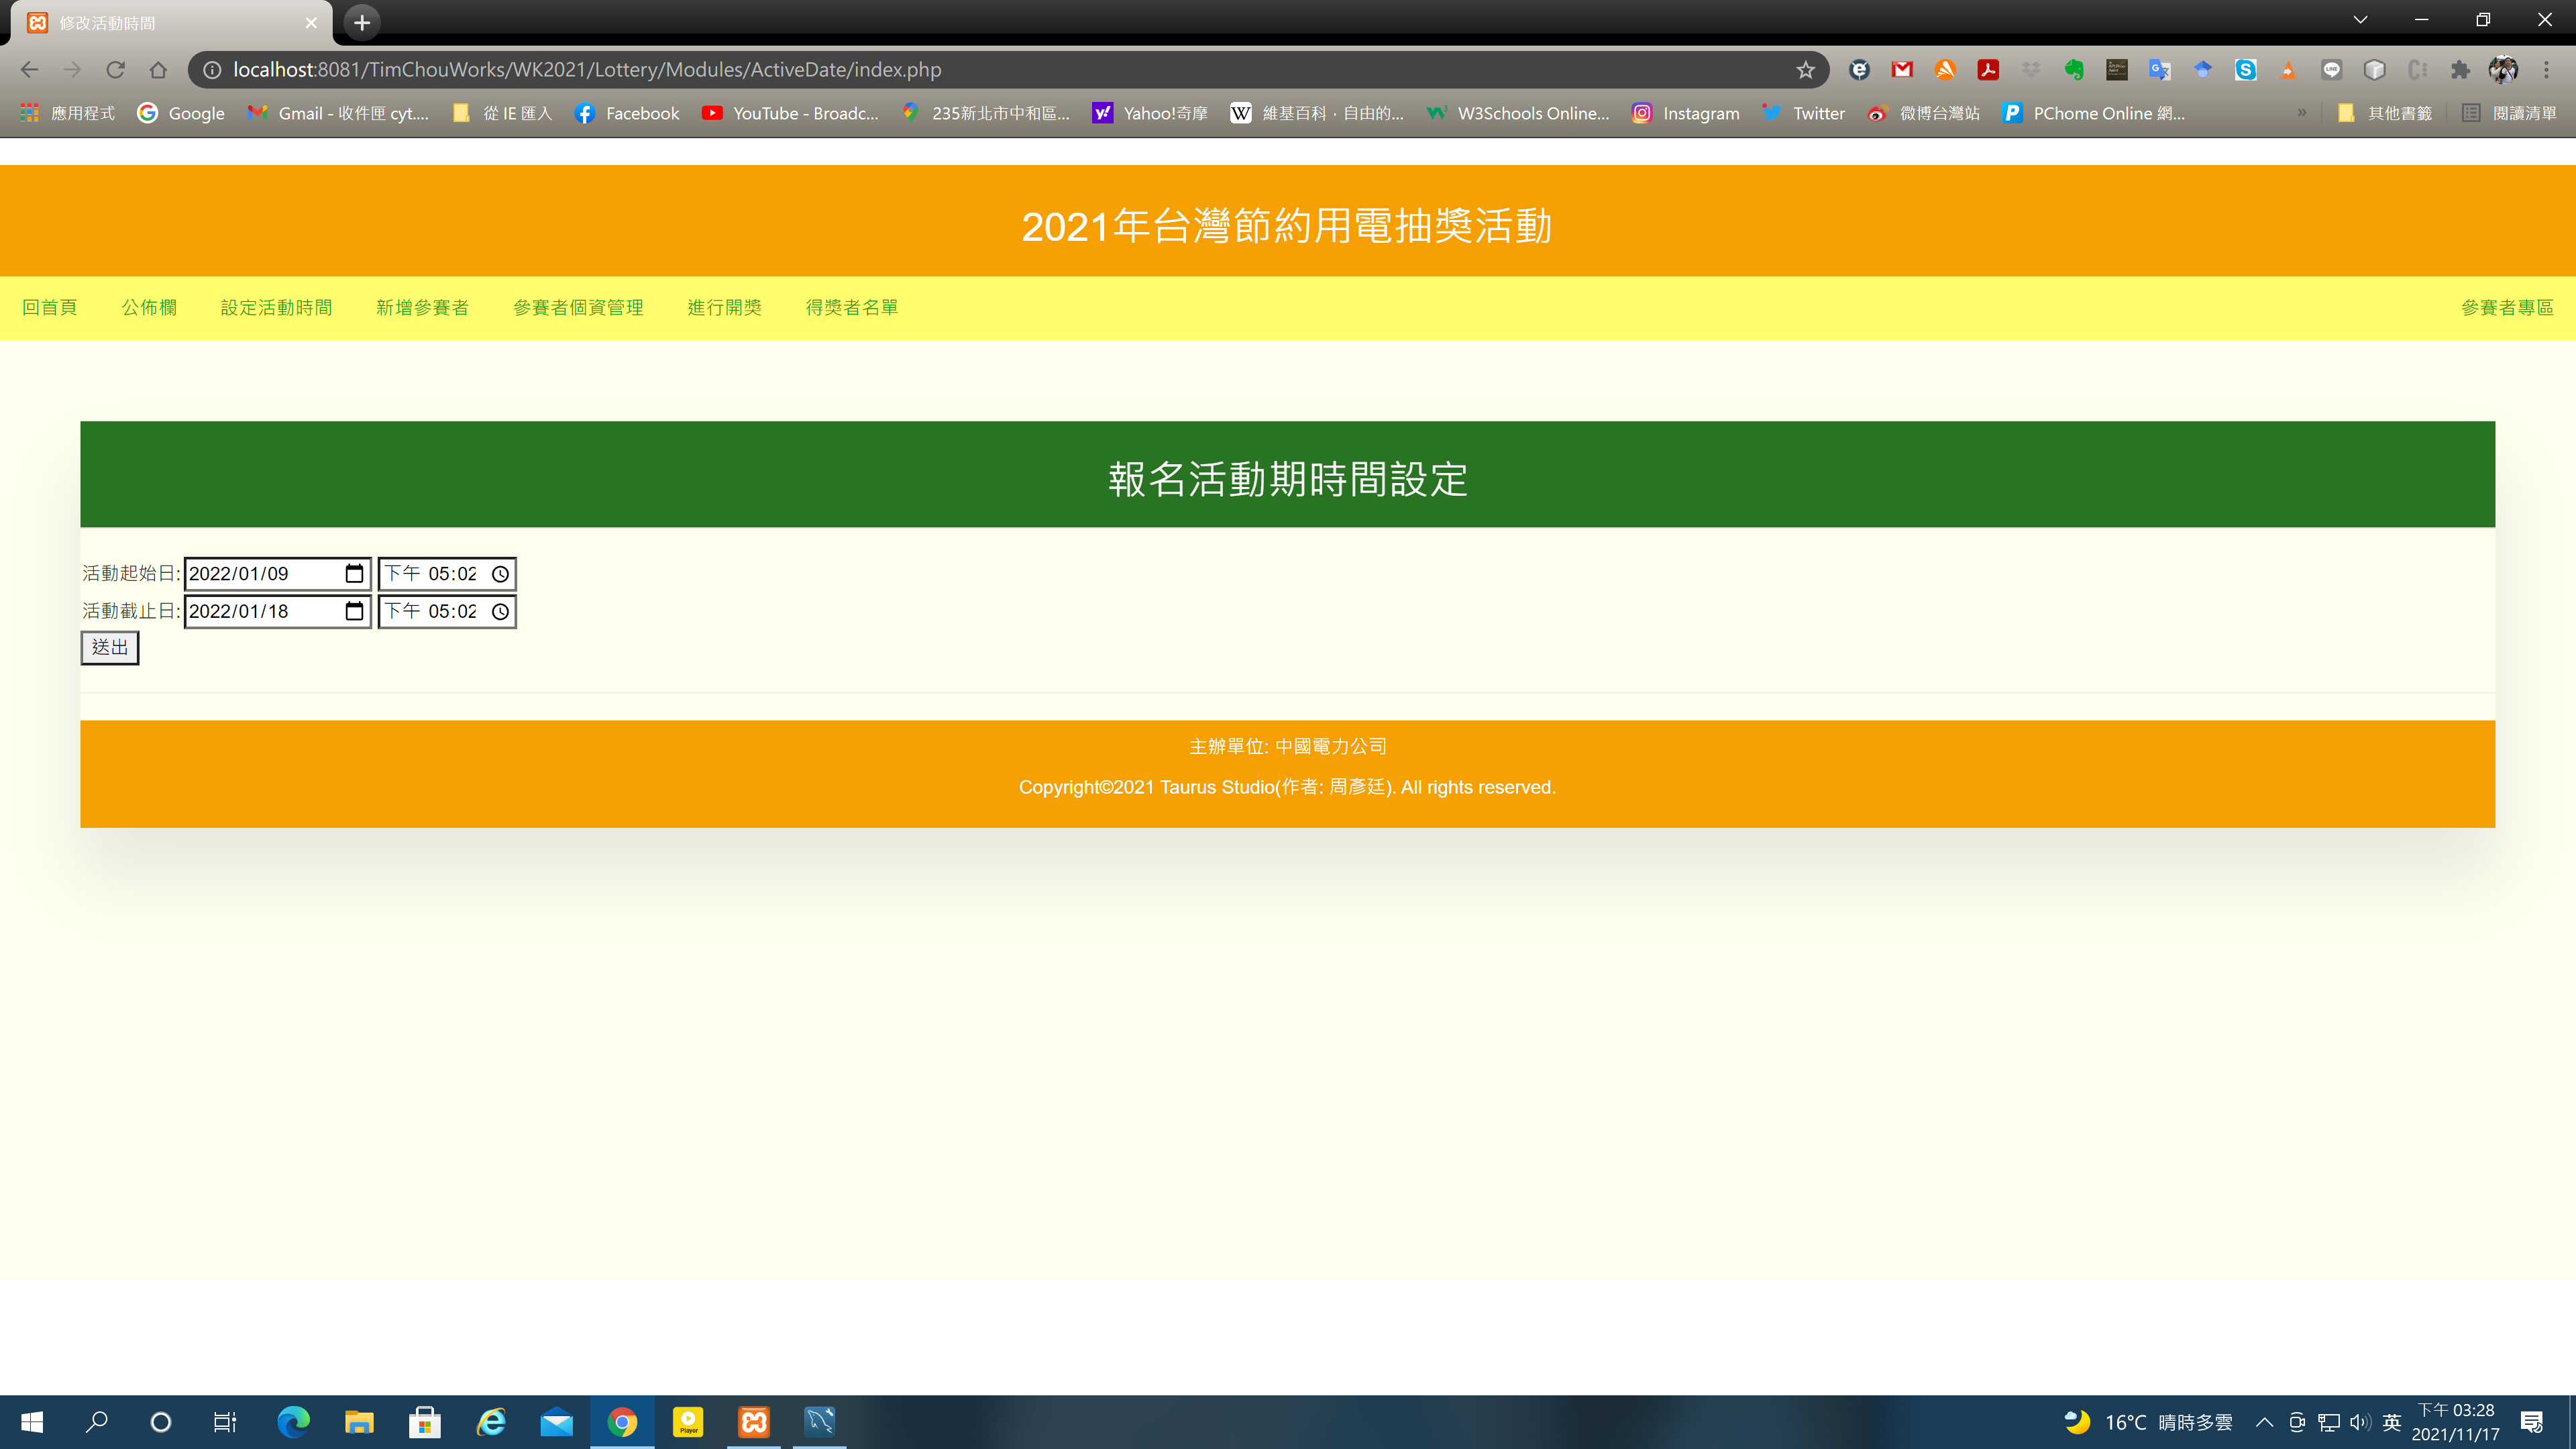 修改活動時間
localhost:8081/TimChouWorks/WK2021/Lottery/Modules/ActiveDate/index.php
應用程式 Google Gmail - 收件匣 cyt.... 從 IE 匯入 Facebook YouTube - Broadc... 235新北市中和區... Yahoo!奇摩 維基百科，自由的... W3Schools Online... Instagram Twitter 微博台灣站 PChome Online 網... » 其他書籤 閱讀清單
2021年台灣節約用電抽獎活動
回首頁 公佈欄 設定活動時間 新增參賽者 參賽者個資管理 進行開獎 得獎者名單 參賽者專區
報名活動期時間設定
活動起始日: 2022/01/09 下午 05:02
活動截止日: 2022/01/18 下午 05:02
送出
主辦單位: 中國電力公司
Copyright©2021 Taurus Studio(作者: 周彥廷). All rights reserved.
16°C 晴時多雲 英 下午 03:28
2021/11/17